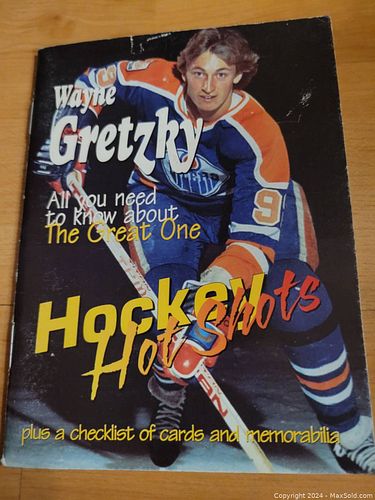 Wayne
Gretzky
All you need
to know about
The Great One
9
Hockey
Hot Shots
plus a checklist of cards and memorabilia
Copyright © 2024 - MaxSold.com